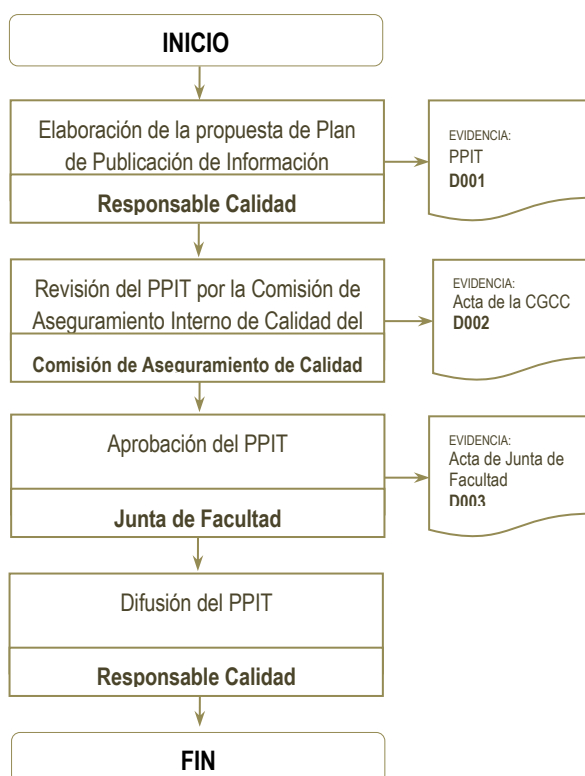 INICIO
Elaboración de la propuesta de Plan
de Publicación de Información
Responsable Calidad
EVIDENCIA:
PPIT
D001
Revisión del PPIT por la Comisión de
Aseguramiento Interno de Calidad del
Comisión de Aseguramiento de Calidad
EVIDENCIA:
Acta de la CGCC
D002
Aprobación del PPIT
Junta de Facultad
EVIDENCIA:
Acta de Junta de
Facultad
D003
Difusión del PPIT
Responsable Calidad
FIN